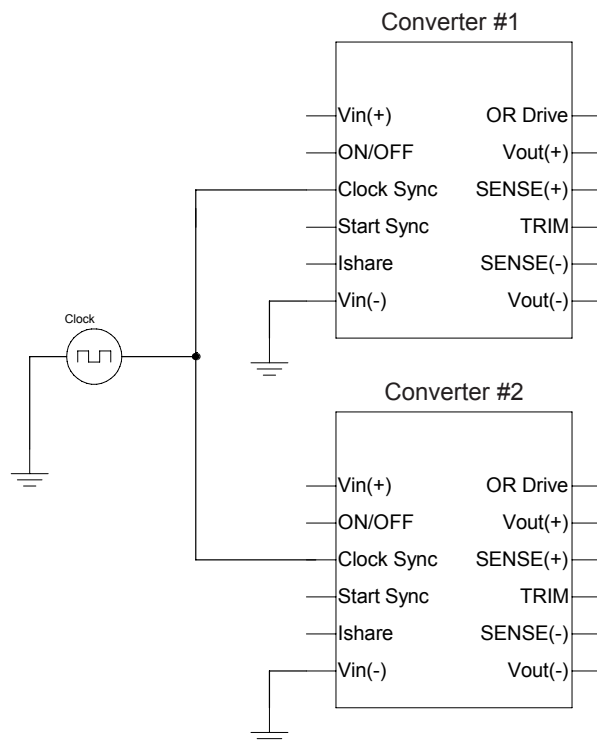 Converter #1
Vin(+) OR Drive
ON/OFF Vout(+)
Clock Sync SENSE(+)
Start Sync TRIM
Ishare SENSE(-)
Vin(-) Vout(-)
Clock
Converter #2
Vin(+) OR Drive
ON/OFF Vout(+)
Clock Sync SENSE(+)
Start Sync TRIM
Ishare SENSE(-)
Vin(-) Vout(-)